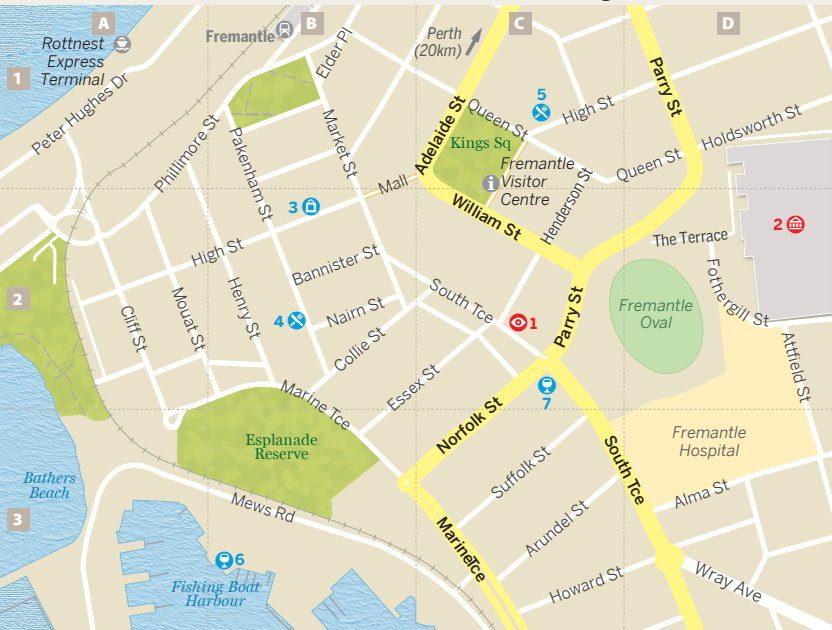 A
B
C
D
1
2
3
Rottnest
Express
Terminal
Fremantle
Elder Pl
Perth
(20km)
5
Peter Hughes Dr
Phillimore St
Pakenham St
Market St
Adelaide St
Queen St
High St
Parry St
Holdsworth St
Kings Sq
Fremantle
Visitor
Centre
Queen St
Mall
3
William St
Henderson St
The Terrace
2
High St
Bannister St
Cliff St
Mouat St
Henry St
4
Nairn St
Collie St
South Tce
1
Parry St
Fremantle
Oval
Fothergill St
Attfield St
Essex St
7
Marine Tce
Norfolk St
Esplanade
Reserve
Fremantle
Hospital
Suffolk St
South Tce
Bathers
Beach
Mews Rd
Alma St
Arundel St
Marine Tce
6
Fishing Boat
Harbour
Howard St
Wray Ave